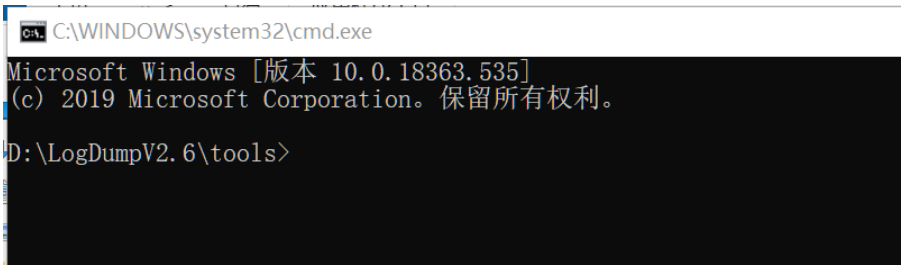 C:\WINDOWS\system32\cmd.exe
Microsoft Windows [版本 10.0.18363.535]
(c) 2019 Microsoft Corporation。保留所有权利。
D:\LogDumpV2.6\tools>